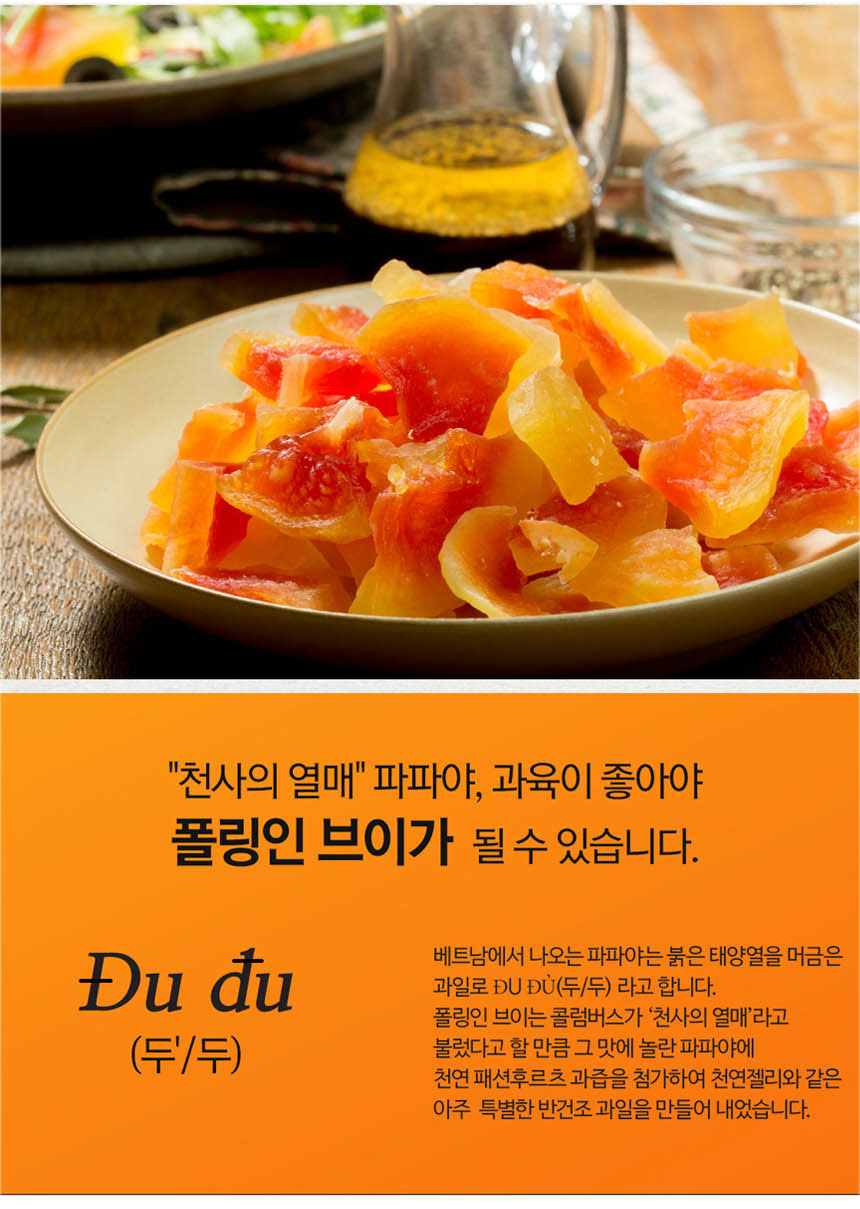 "천사의 열매" 파파야, 과육이 좋아야
폴링인 브이가 될 수 있습니다.
Đu đu
(두'/두)
베트남에서 나오는 파파야는 붉은 태양열을 머금은
과일로 ĐU ĐỦ(두/두) 라고 합니다.
폴링인 브이는 콜럼버스가 ‘천사의 열매’라고
불렀다고 할 만큼 그 맛에 놀란 파파야에
천연 패션후르츠 과즙을 첨가하여 천연젤리와 같은
아주 특별한 반건조 과일을 만들어 내었습니다.